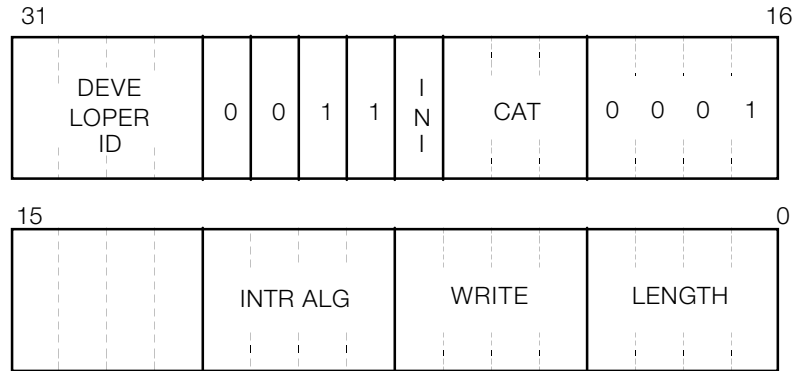 31 16
DEVE
LOPER
ID
0 0 1 1
I
N
I
CAT
0 0 0 1
15 0
INTR ALG
WRITE
LENGTH